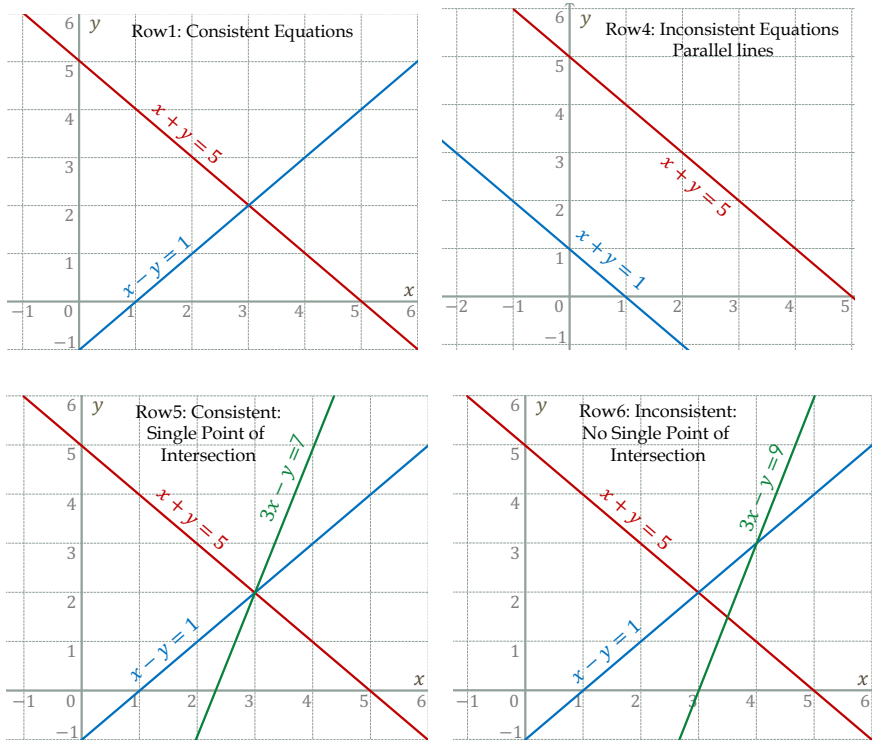 Row1: Consistent Equations
y
x
x + y = 5
x − y = 1
6
5
4
3
2
1
−1
−1
0
1
2
3
4
5
6
Row4: Inconsistent Equations
Parallel lines
y
x + y = 5
x + y = 1
6
5
4
3
2
1
−1
−2
−1
0
1
2
3
4
5
Row5: Consistent:
Single Point of
Intersection
y
x
x + y = 5
3x − y =7
x − y = 1
6
5
4
3
2
1
−1
−1
0
1
2
3
4
5
6
Row6: Inconsistent:
No Single Point of
Intersection
y
x
x + y = 5
3x − y =9
x − y = 1
6
5
4
3
2
1
−1
−1
0
1
2
3
4
5
6